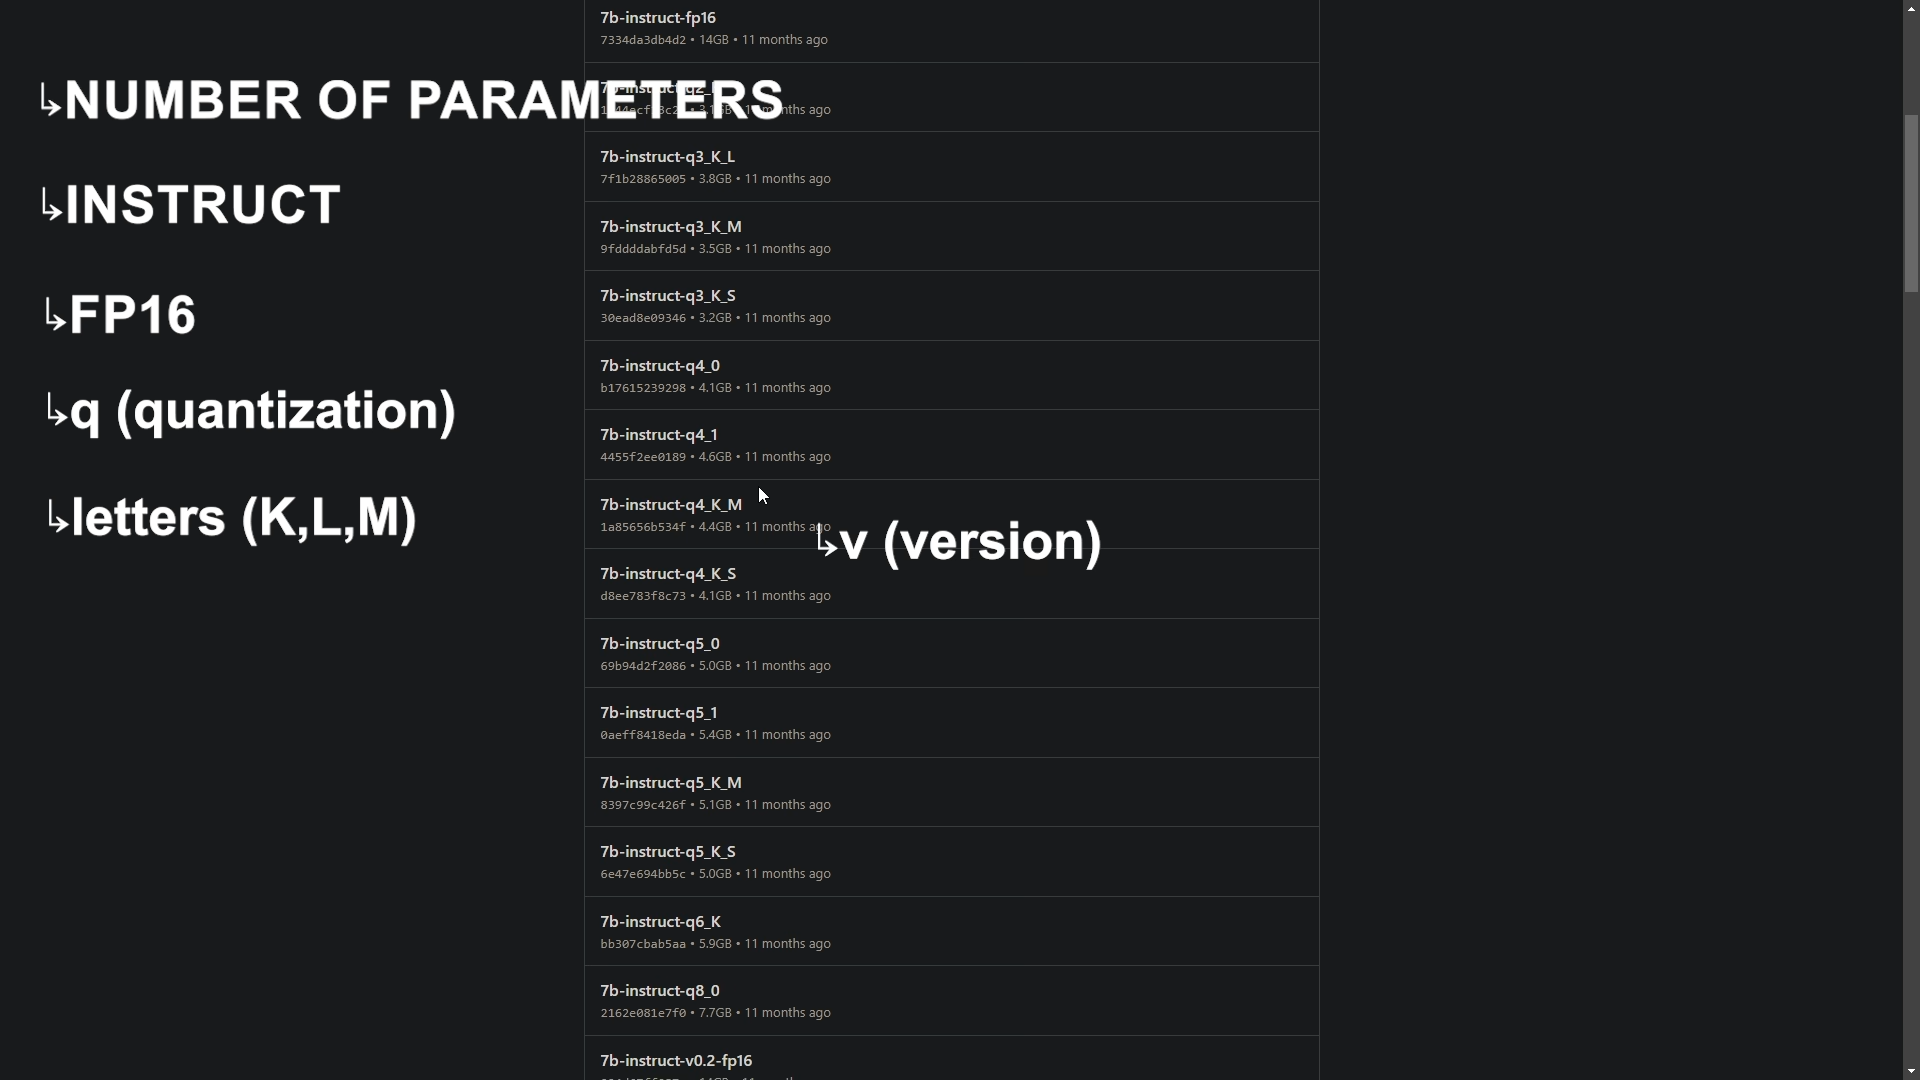 7b-instruct-fp16
7334da3db4d2 • 14GB • 11 months ago
↳NUMBER OF PARAMETERS
months ago
7b-instruct-q3_K_L
7f1b28865005 • 3.8GB • 11 months ago
↳INSTRUCT
7b-instruct-q3_K_M
9fddddabfd5d • 3.5GB • 11 months ago
7b-instruct-q3_K_S
30ead8e09346 • 3.2GB • 11 months ago
↳FP16
7b-instruct-q4_0
b17615239298 • 4.1GB • 11 months ago
↳q (quantization)
7b-instruct-q4_1
4455f2ee0189 • 4.6GB • 11 months ago
↳letters (K,L,M)
7b-instruct-q4_K_M
1a85656b534f • 4.4GB • 11 months ago
↳v (version)
7b-instruct-q4_K_S
d8ee783f8c73 • 4.1GB • 11 months ago
7b-instruct-q5_0
69b94d2f2086 • 5.0GB • 11 months ago
7b-instruct-q5_1
0aeff8418eda • 5.4GB • 11 months ago
7b-instruct-q5_K_M
8397c99c426f • 5.1GB • 11 months ago
7b-instruct-q5_K_S
6e47e694bb5c • 5.0GB • 11 months ago
7b-instruct-q6_K
bb307cbab5aa • 5.9GB • 11 months ago
7b-instruct-q8_0
2162e081e7f0 • 7.7GB • 11 months ago
7b-instruct-v0.2-fp16